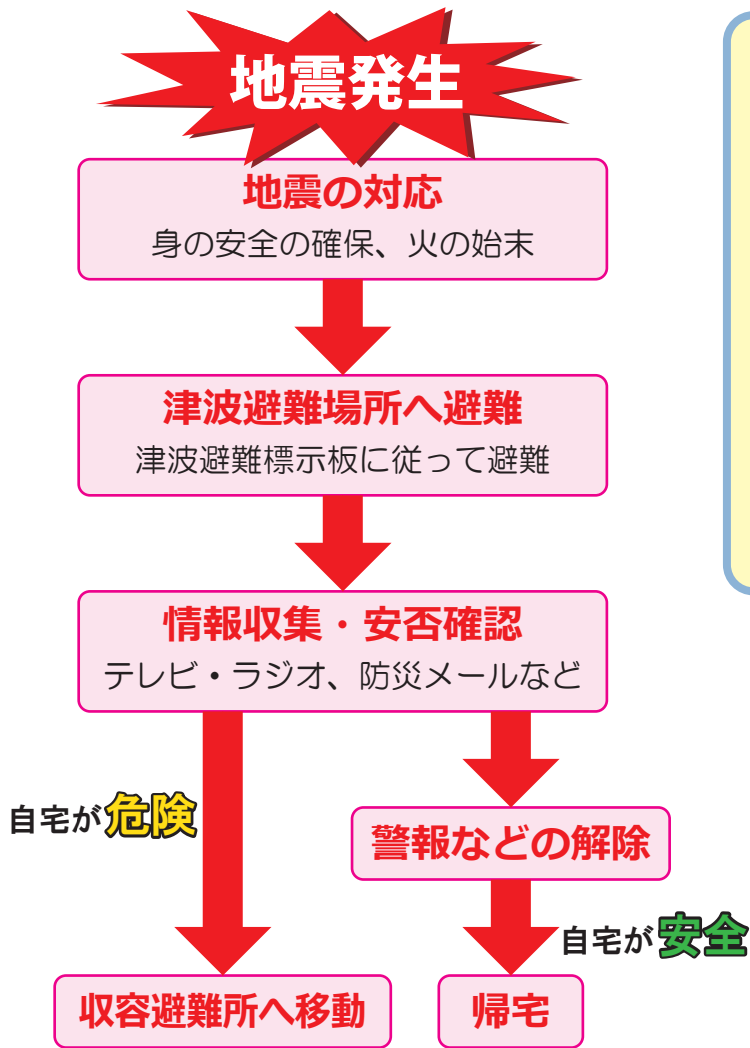 地震発生
地震の対応
身の安全の確保、火の始末
津波避難場所へ避難
津波避難標示板に従って避難
情報収集・安否確認
テレビ・ラジオ、防災メールなど
自宅が危険
警報などの解除
自宅が安全
収容避難所へ移動
帰宅